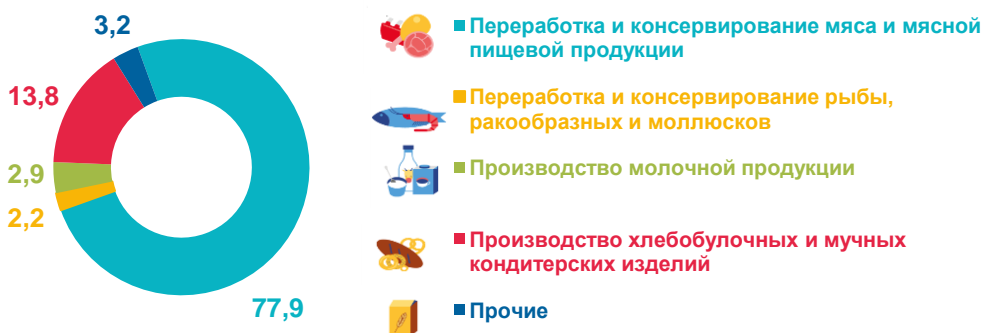 3,2
13,8
2,9
2,2
77,9
Переработка и консервирование мяса и мясной
пищевой продукции
Переработка и консервирование рыбы,
ракообразных и моллюсков
Производство молочной продукции
Производство хлебобулочных и мучных
кондитерских изделий
Прочие